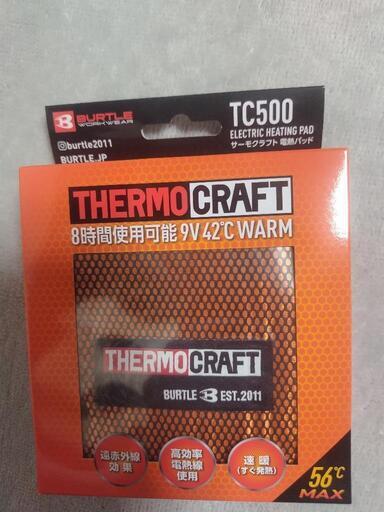 BURTLE
WORKWEAR
burtle2011
BURTLE.JP
TC500
ELECTRIC HEATING PAD
サーモクラフト 電熱パッド
THERMOCRAFT
8時間使用可能 9V 42℃ WARM
THERMOCRAFT
BURTLE B EST.2011
遠赤外線
効果
高効率
電熱線
使用
速暖
(すぐ発熱)
56℃
MAX